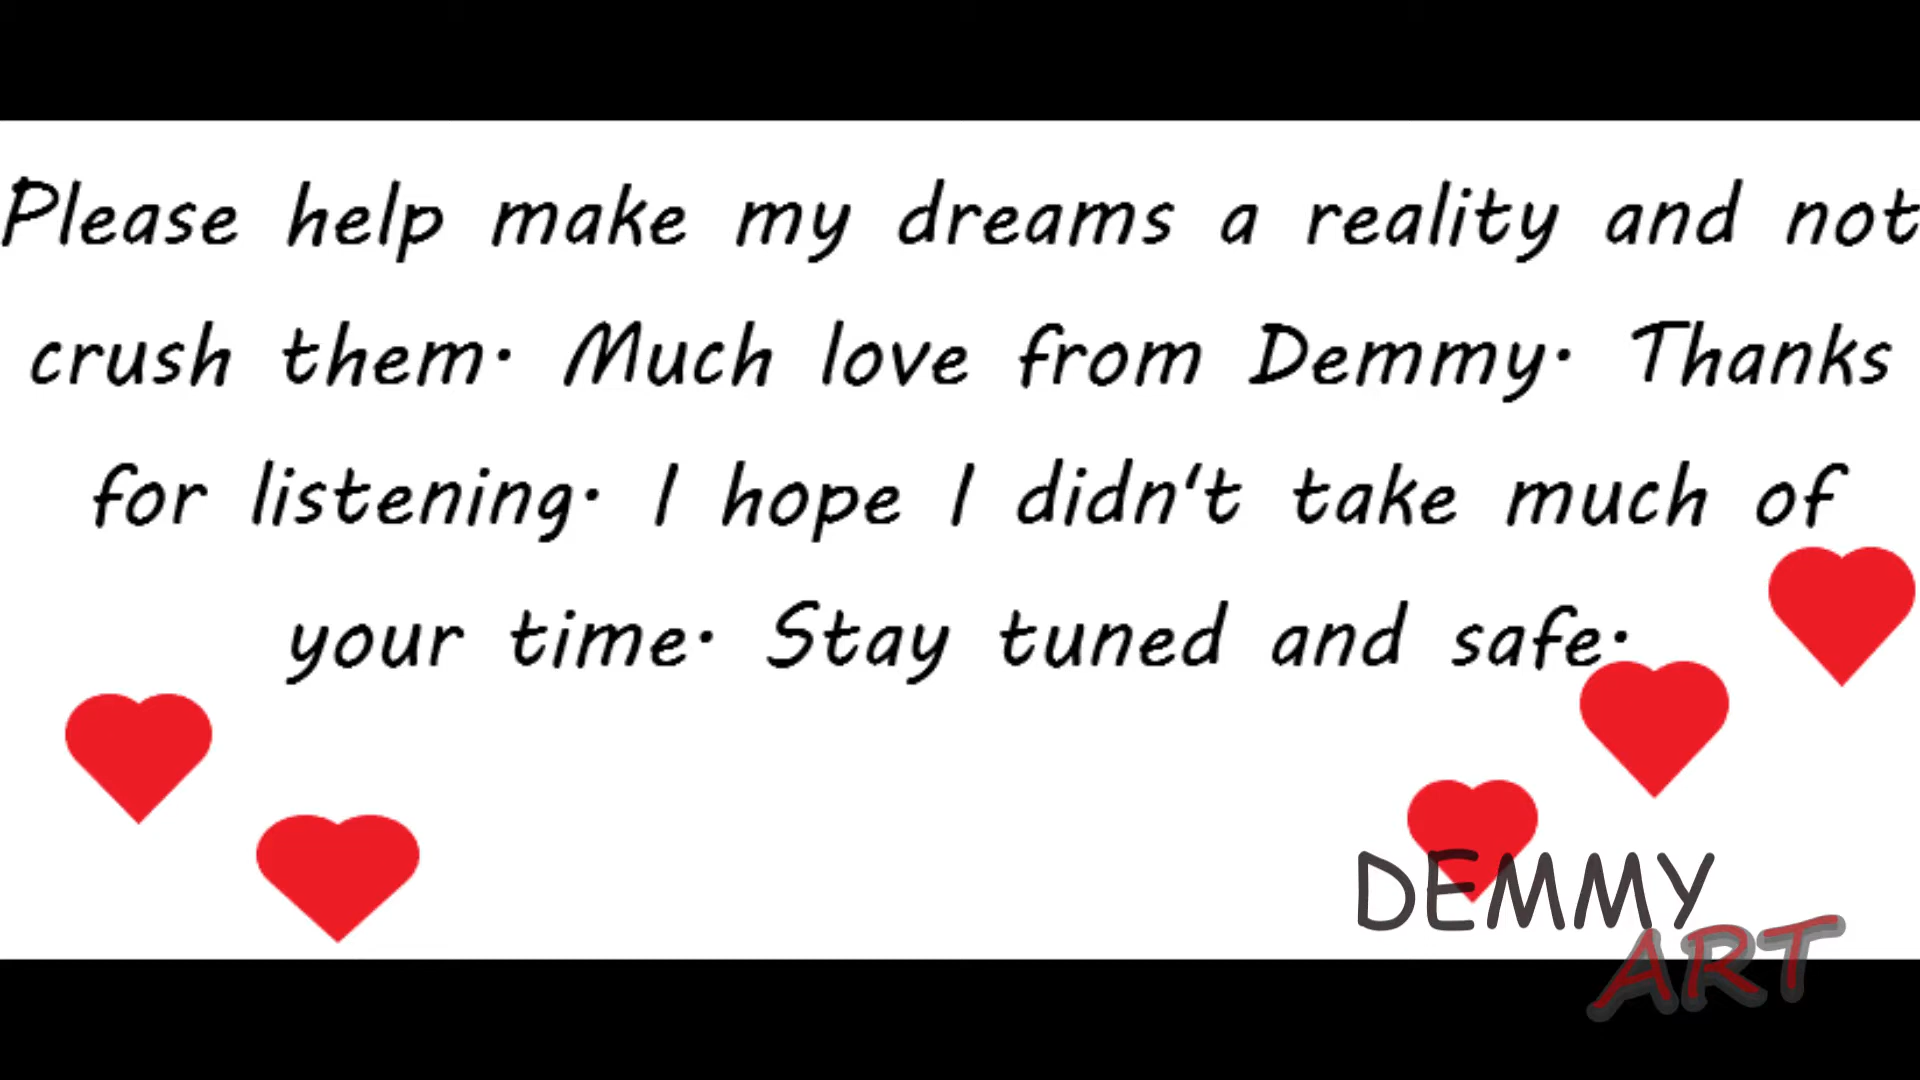 Please help make my dreams a reality and not
crush them. Much love from Demmy. Thanks
for listening. I hope I didn't take much of
your time. Stay tuned and safe.
DEMMY
ART